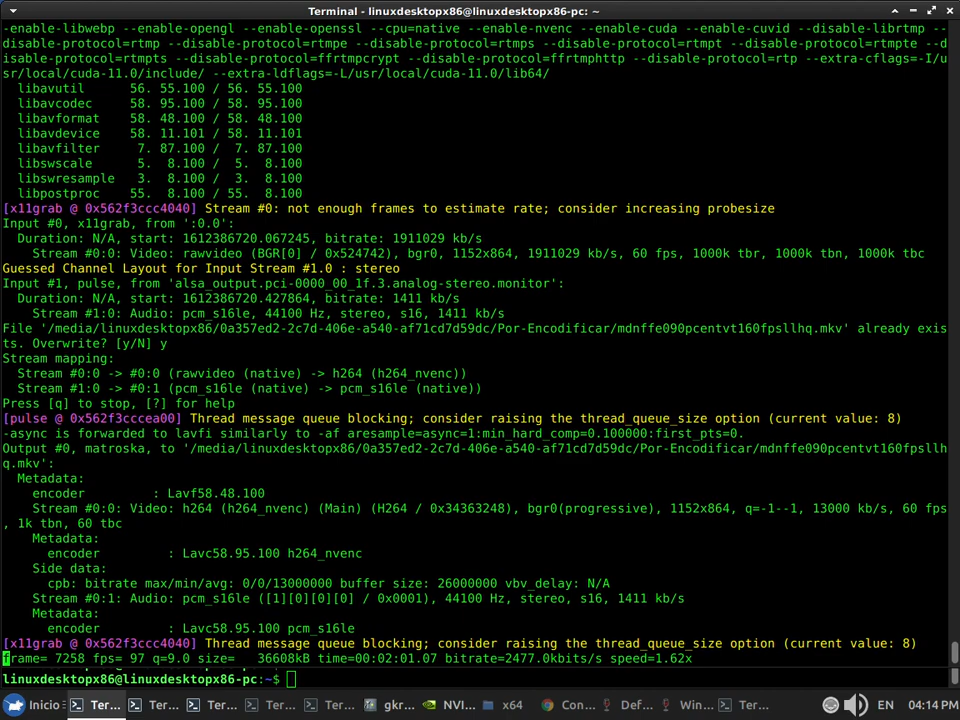 Terminal - linuxdesktopx86@linuxdesktopx86-pc: ~
-enable-libwebp --enable-opengl --enable-openssl --cpu=native --enable-nvenc --enable-cuda --enable-cuvid --disable-librtmp --
disable-protocol=rtmp --disable-protocol=rtmpe --disable-protocol=rtmps --disable-protocol=rtmpt --disable-protocol=rtmpte --d
isable-protocol=rtmpts --disable-protocol=ffrtmpcrypt --disable-protocol=ffrtmphttp --disable-protocol=rtp --extra-cflags=-I/u
sr/local/cuda-11.0/include/ --extra-ldflags=-L/usr/local/cuda-11.0/lib64/
libavutil      56. 55.100 / 56. 55.100
libavcodec     58. 95.100 / 58. 95.100
libavformat    58. 48.100 / 58. 48.100
libavdevice    58. 11.101 / 58. 11.101
libavfilter     7. 87.100 /  7. 87.100
libswscale      5.  8.100 /  5.  8.100
libswresample   3.  8.100 /  3.  8.100
libpostproc    55.  8.100 / 55.  8.100
[x11grab @ 0x562f3ccc4040] Stream #0: not enough frames to estimate rate; consider increasing probesize
Input #0, x11grab, from ':0.0':
Duration: N/A, start: 1612386720.067245, bitrate: 1911029 kb/s
Stream #0:0: Video: rawvideo (BGR[0] / 0x524742), bgr0, 1152x864, 1911029 kb/s, 60 fps, 1000k tbr, 1000k tbn, 1000k tbc
Guessed Channel Layout for Input Stream #1.0 : stereo
Input #1, pulse, from 'alsa_output.pci-0000_00_1f.3.analog-stereo.monitor':
Duration: N/A, start: 1612386720.427864, bitrate: 1411 kb/s
Stream #1:0: Audio: pcm_s16le, 44100 Hz, stereo, s16, 1411 kb/s
File '/media/linuxdesktopx86/0a357ed2-2c7d-406e-a540-af71cd7d59dc/Por-Encodificar/mdnffe090pcentvt160fpsllhq.mkv' already exis
ts. Overwrite? [y/N] y
Stream mapping:
Stream #0:0 -> #0:0 (rawvideo (native) -> h264 (h264_nvenc))
Stream #1:0 -> #0:1 (pcm_s16le (native) -> pcm_s16le (native))
Press [q] to stop, [?] for help
[pulse @ 0x562f3cccea00] Thread message queue blocking; consider raising the thread_queue_size option (current value: 8)
-async is forwarded to lavfi similarly to -af aresample=async=1:min_hard_comp=0.100000:first_pts=0.
Output #0, matroska, to '/media/linuxdesktopx86/0a357ed2-2c7d-406e-a540-af71cd7d59dc/Por-Encodificar/mdnffe090pcentvt160fpsllh
q.mkv':
Metadata:
encoder         : Lavf58.48.100
Stream #0:0: Video: h264 (h264_nvenc) (Main) (H264 / 0x34363248), bgr0(progressive), 1152x864, q=-1--1, 13000 kb/s, 60 fps
, 1k tbn, 60 tbc
Metadata:
encoder         : Lavc58.95.100 h264_nvenc
Side data:
cpb: bitrate max/min/avg: 0/0/13000000 buffer size: 26000000 vbv_delay: N/A
Stream #0:1: Audio: pcm_s16le ([1][0][0][0] / 0x0001), 44100 Hz, stereo, s16, 1411 kb/s
Metadata:
encoder         : Lavc58.95.100 pcm_s16le
[x11grab @ 0x562f3ccc4040] Thread message queue blocking; consider raising the thread_queue_size option (current value: 8)
frame= 7258 fps= 97 q=9.0 size=   36608kB time=00:02:01.07 bitrate=2477.0kbits/s speed=1.62x
linuxdesktopx86@linuxdesktopx86-pc:~$
Inicio Ter... Ter... Ter... Ter... Ter... gkr... NVI... x64 Con... Def... Win... Ter... EN 04:14 PM